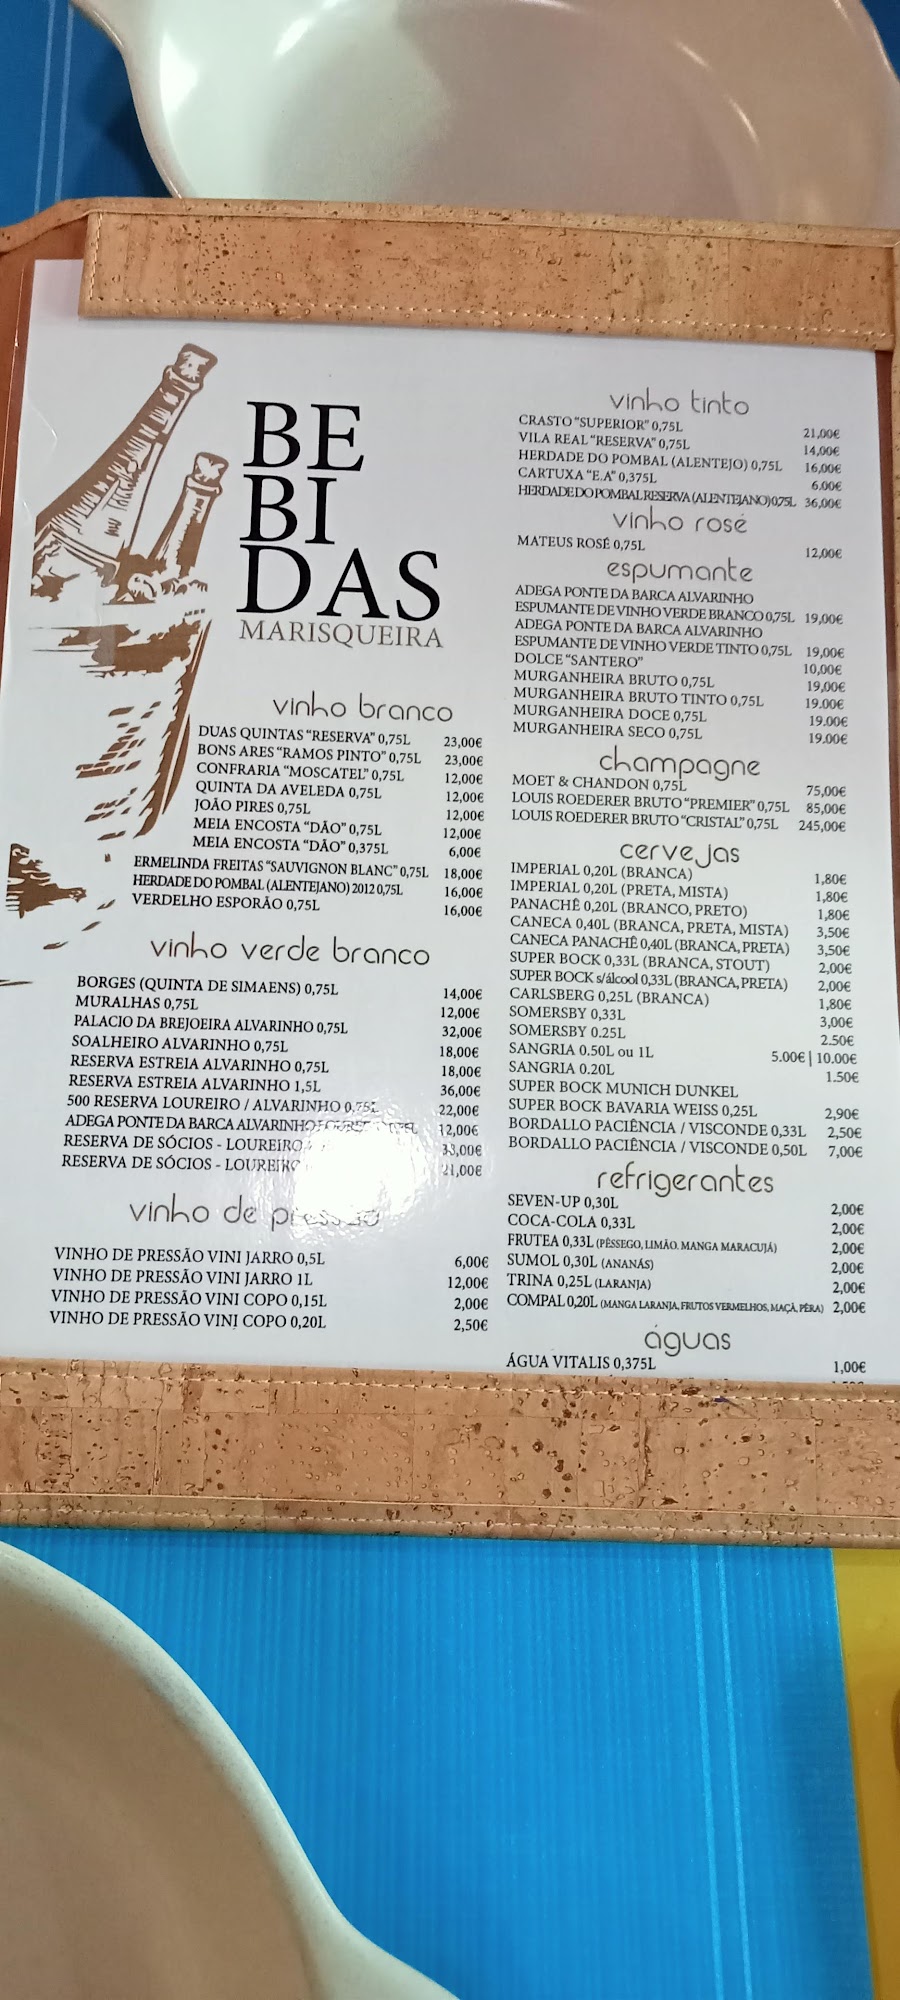 BE
BI
DAS
MARISQUEIRA
vinho branco
DUAS QUINTAS "RESERVA" 0,75L 23,00€
BONS ARES "RAMOS PINTO" 0,75L 23,00€
CONFRARIA "MOSCATEL" 0,75L 12,00€
QUINTA DA AVELEDA 0,75L 12,00€
JOÃO PIRES 0,75L 12,00€
MEIA ENCOSTA "DÃO" 0,75L 12,00€
MEIA ENCOSTA "DÃO" 0,375L 6,00€
ERMELINDA FREITAS "SAUVIGNON BLANC" 0,75L 18,00€
HERDADE DO POMBAL (ALENTEJANO) 2012 0,75L 16,00€
VERDELHO ESPORÃO 0,75L 16,00€
vinho verde branco
BORGES (QUINTA DE SIMAENS) 0,75L 14,00€
MURALHAS 0,75L 12,00€
PALACIO DA BREJOEIRA ALVARINHO 0,75L 32,00€
SOALHEIRO ALVARINHO 0,75L 18,00€
RESERVA ESTREIA ALVARINHO 0,75L 18,00€
RESERVA ESTREIA ALVARINHO 1,5L 36,00€
500 RESERVA LOUREIRO / ALVARINHO 0,75L 22,00€
ADEGA PONTE DA BARCA ALVARINHO 12,00€
RESERVA DE SÓCIOS - LOUREIRO 33,00€
RESERVA DE SÓCIOS - LOUREIRO 21,00€
vinho de pressão
VINHO DE PRESSÃO VINI JARRO 0,5L 6,00€
VINHO DE PRESSÃO VINI JARRO 1L 12,00€
VINHO DE PRESSÃO VINI COPO 0,15L 2,00€
VINHO DE PRESSÃO VINI COPO 0,20L 2,50€
vinho tinto
CRASTO "SUPERIOR" 0,75L 21,00€
VILA REAL "RESERVA" 0,75L 14,00€
HERDADE DO POMBAL (ALENTEJO) 0,75L 16,00€
CARTUXA "E.A" 0,375L 6,00€
HERDADE DO POMBAL RESERVA (ALENTEJANO) 0,75L 36,00€
vinho rosé
MATEUS ROSÉ 0,75L 12,00€
espumante
ADEGA PONTE DA BARCA ALVARINHO
ESPUMANTE DE VINHO VERDE BRANCO 0,75L 19,00€
ADEGA PONTE DA BARCA ALVARINHO
ESPUMANTE DE VINHO VERDE TINTO 0,75L 19,00€
DOLCE "SANTERO" 10,00€
MURGANHEIRA BRUTO 0,75L 19,00€
MURGANHEIRA BRUTO TINTO 0,75L 19.00€
MURGANHEIRA DOCE 0,75L 19.00€
MURGANHEIRA SECO 0,75L 19.00€
champagne
MOET & CHANDON 0,75L 75,00€
LOUIS ROEDERER BRUTO "PREMIER" 0,75L 85,00€
LOUIS ROEDERER BRUTO "CRISTAL" 0,75L 245,00€
cervejas
IMPERIAL 0,20L (BRANCA) 1,80€
IMPERIAL 0,20L (PRETA, MISTA) 1,80€
PANACHÊ 0,20L (BRANCO, PRETO) 1,80€
CANECA 0,40L (BRANCA, PRETA, MISTA) 3,50€
CANECA PANACHÊ 0,40L (BRANCA, PRETA) 3,50€
SUPER BOCK 0,33L (BRANCA, STOUT) 2,00€
SUPER BOCK s/álcool 0,33L (BRANCA, PRETA) 2,00€
CARLSBERG 0,25L (BRANCA) 1,80€
SOMERSBY 0,33L 3,00€
SOMERSBY 0.25L 2.50€
SANGRIA 0.50L ou 1L 5.00€ | 10.00€
SANGRIA 0.20L 1.50€
SUPER BOCK MUNICH DUNKEL
SUPER BOCK BAVARIA WEISS 0,25L 2,90€
BORDALLO PACIÊNCIA / VISCONDE 0,33L 2,50€
BORDALLO PACIÊNCIA / VISCONDE 0,50L 7,00€
refrigerantes
SEVEN-UP 0,30L 2,00€
COCA-COLA 0,33L 2,00€
FRUTEA 0,33L (PÊSSEGO, LIMÃO, MANGA MARACUJÁ) 2,00€
SUMOL 0,30L (ANANÁS) 2,00€
TRINA 0,25L (LARANJA) 2,00€
COMPAL 0,20L (MANGA LARANJA, FRUTOS VERMELHOS, MAÇÃ, PÊRA) 2,00€
águas
ÁGUA VITALIS 0,375L 1,00€